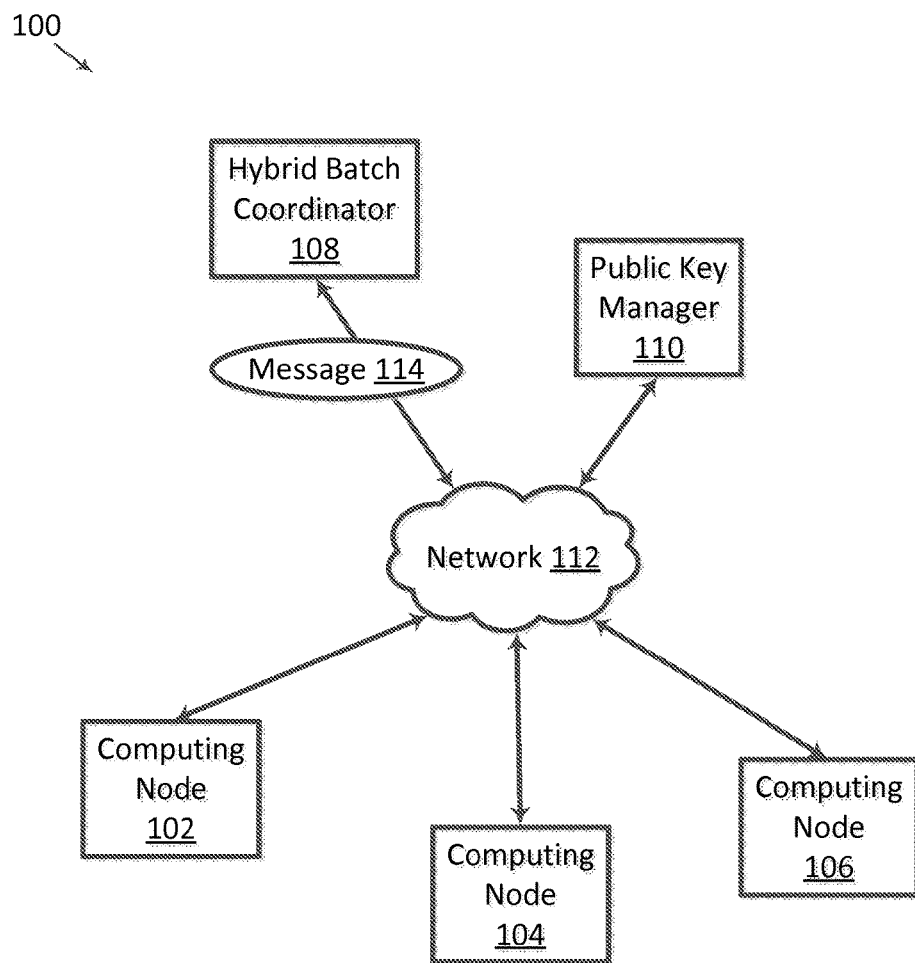 100
Hybrid Batch
Coordinator
108
Public Key
Manager
110
Message 114
Network 112
Computing
Node
102
Computing
Node
104
Computing
Node
106